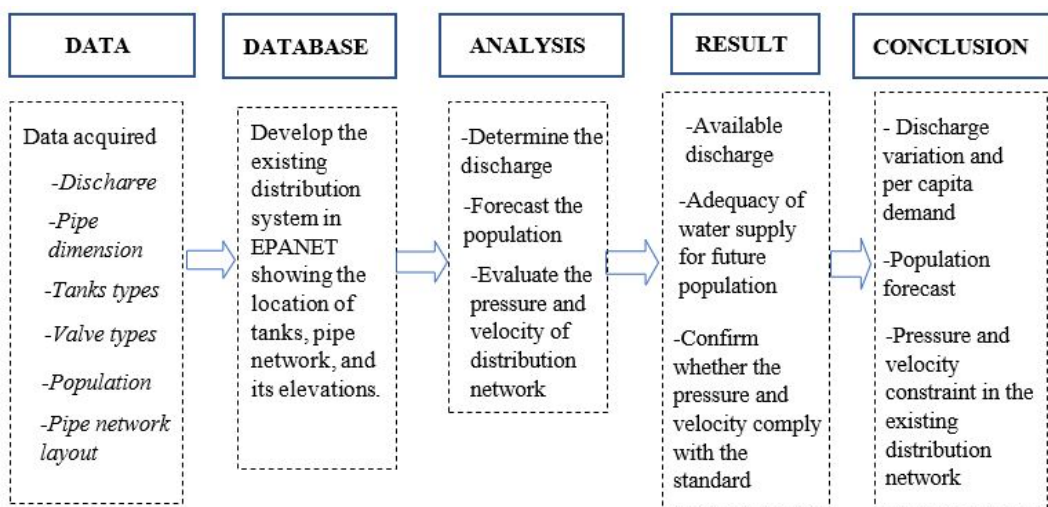 DATA
DATABASE
ANALYSIS
RESULT
CONCLUSION
Data acquired
-Discharge
-Pipe
dimension
-Tanks types
-Valve types
-Population
-Pipe network
layout
Develop the
existing
distribution
system in
EPANET
showing the
location of
tanks, pipe
network, and
its elevations.
-Determine the
discharge
-Forecast the
population
-Evaluate the
pressure and
velocity of
distribution
network
-Available
discharge
-Adequacy of
water supply
for future
population
-Confirm
whether the
pressure and
velocity comply
with the
standard
- Discharge
variation and
per capita
demand
-Population
forecast
-Pressure and
velocity
constraint in the
existing
distribution
network